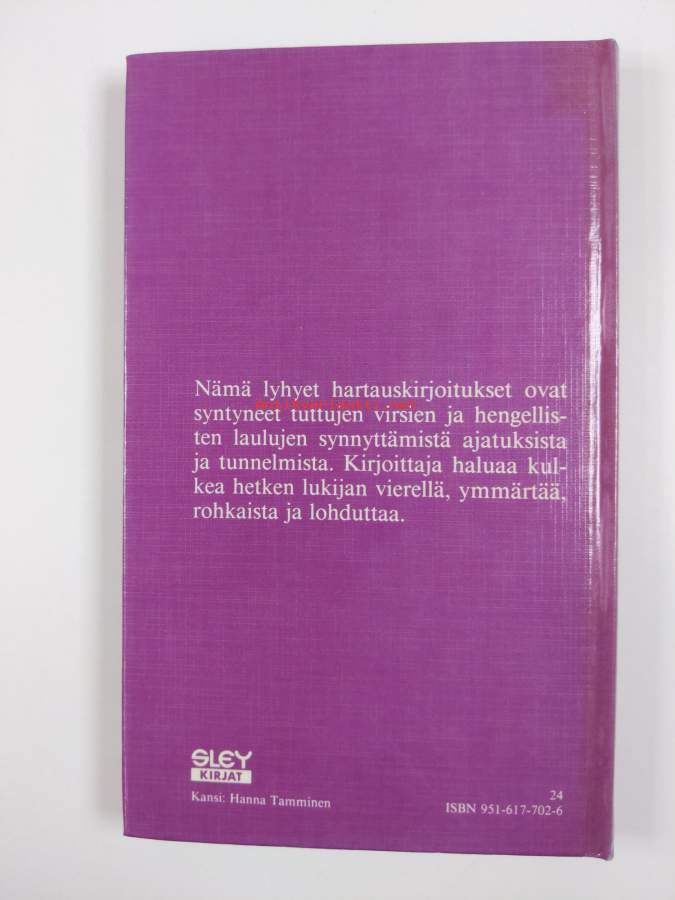 Nämä lyhyet hartauskirjoitukset ovat
syntyneet tuttujen virsien ja hengellis-
ten laulujen synnyttämistä ajatuksista
ja tunnelmista. Kirjoittaja haluaa kul-
kea hetken lukijan vierellä, ymmärtää,
rohkaista ja lohduttaa.
SLEY
KIRJAT
Kansi: Hanna Tamminen
24
ISBN 951-617-702-6